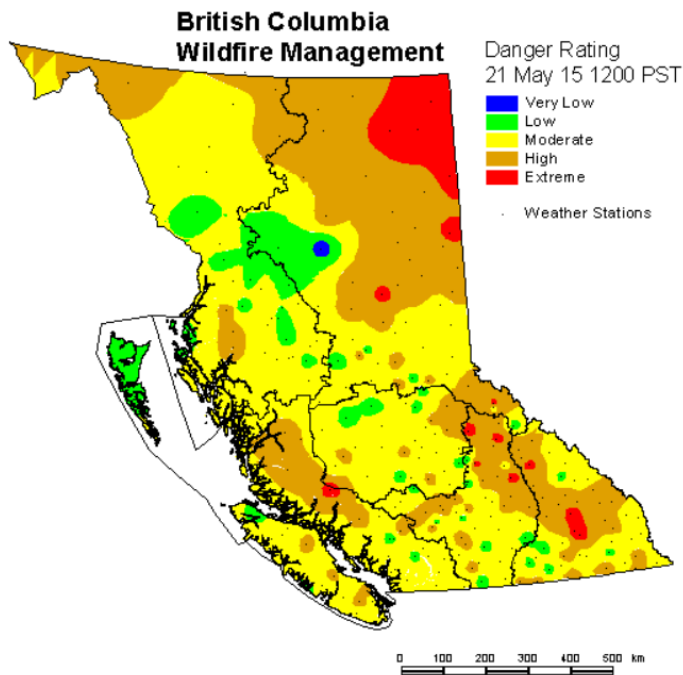 British Columbia
Wildfire Management
Danger Rating
21 May 15 1200 PST
Very Low
Low
Moderate
High
Extreme
Weather Stations
0 100 200 300 400 500 km